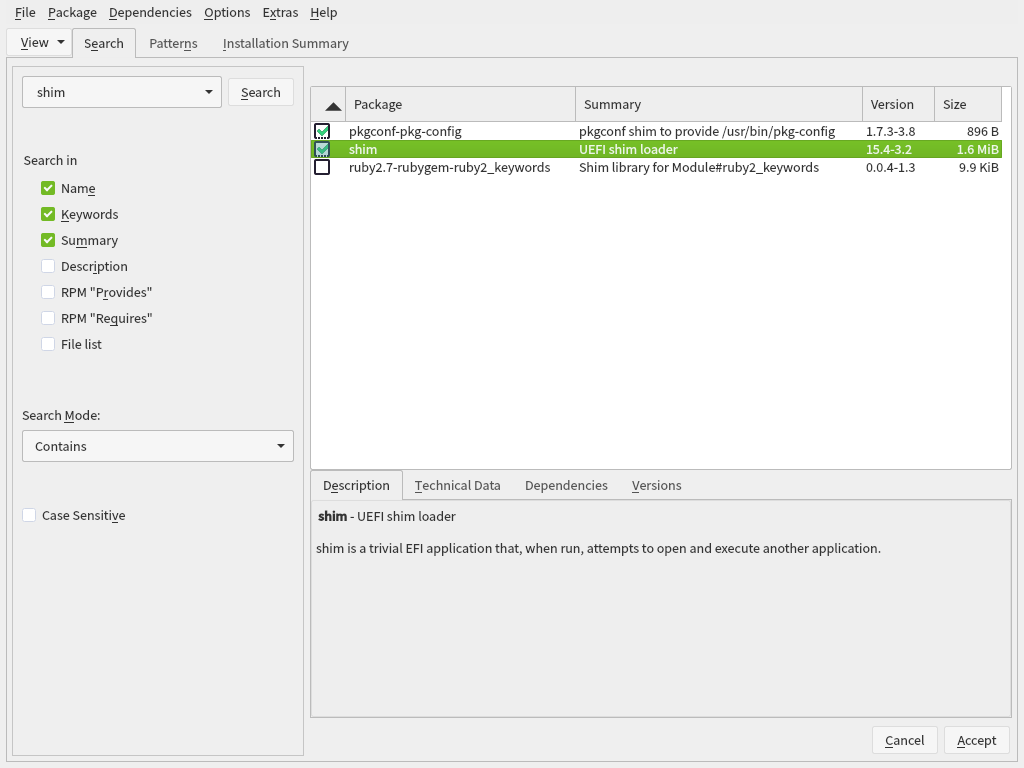 File Package Dependencies Options Extras Help
View Search Patterns Installation Summary
shim Search
Search in
Name
Keywords
Summary
Description
RPM "Provides"
RPM "Requires"
File list
Search Mode:
Contains
Case Sensitive
Package Summary Version Size
pkgconf-pkg-config pkgconf shim to provide /usr/bin/pkg-config 1.7.3-3.8 896 B
shim UEFI shim loader 15.4-3.2 1.6 MiB
ruby2.7-rubygem-ruby2_keywords Shim library for Module#ruby2_keywords 0.0.4-1.3 9.9 KiB
Description Technical Data Dependencies Versions
shim - UEFI shim loader
shim is a trivial EFI application that, when run, attempts to open and execute another application.
Cancel Accept